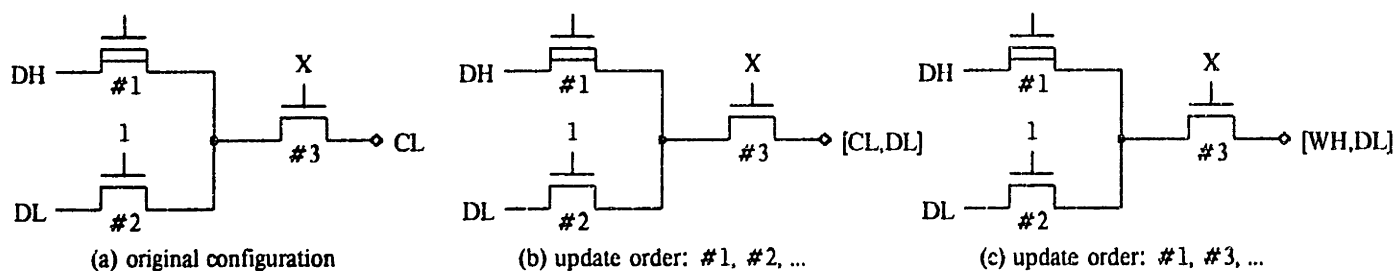 DH
#1
X
1
#3
CL
DL
#2
(a) original configuration
DH
#1
X
1
#3
[CL,DL]
DL
#2
(b) update order: #1, #2, ...
DH
#1
X
1
#3
[WH,DL]
DL
#2
(c) update order: #1, #3, ...